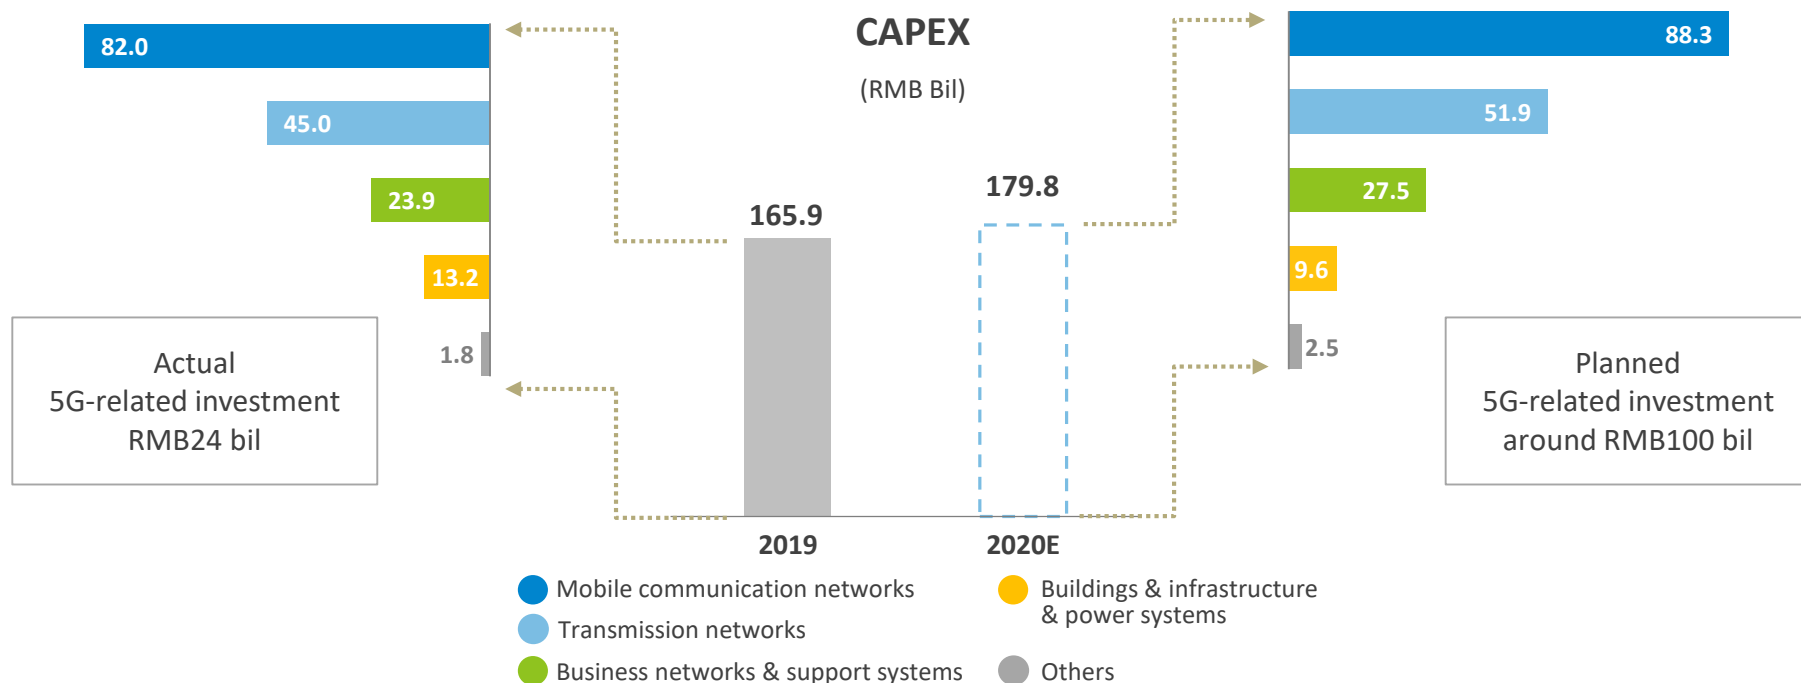 CAPEX
(RMB Bil)
82.0
45.0
23.9
13.2
1.8
Actual
5G-related investment
RMB24 bil
165.9
179.8
2019
2020E
88.3
51.9
27.5
9.6
2.5
Planned
5G-related investment
around RMB100 bil
Mobile communication networks
Transmission networks
Business networks & support systems
Buildings & infrastructure
& power systems
Others